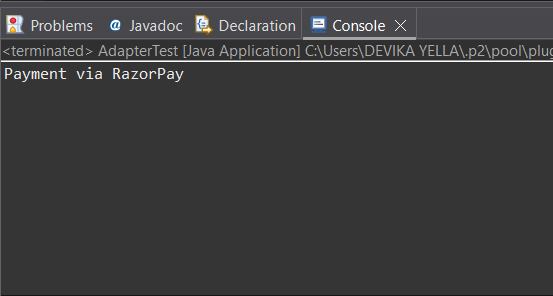 Problems @ Javadoc Declaration Console
<terminated> AdapterTest [Java Application] C:\Users\DEVIKA YELLA\.p2\pool\plug
Payment via RazorPay